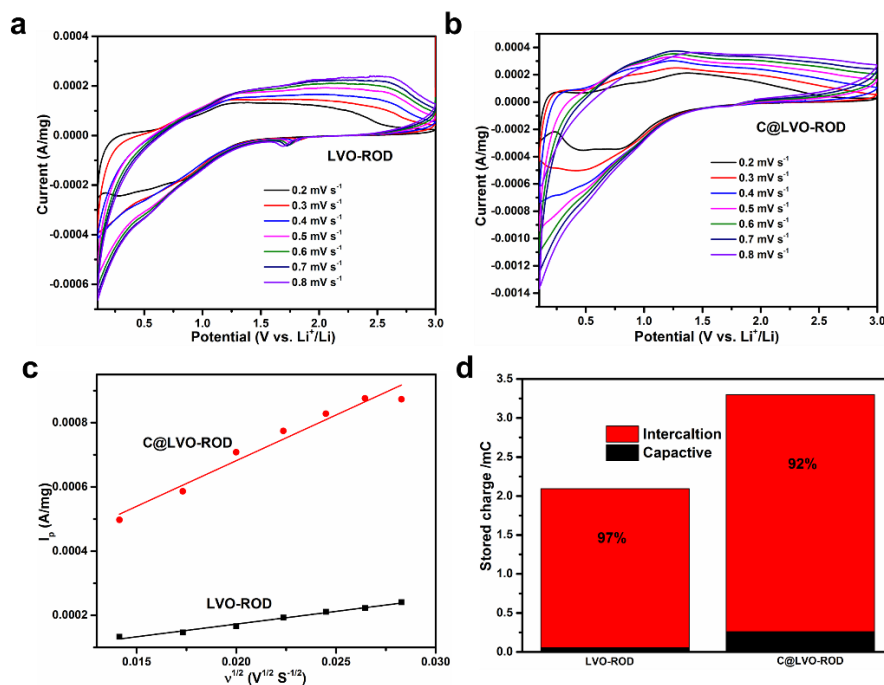 a
0.0004
0.0002
0.0000
-0.0002
-0.0004
-0.0006
Current (A/mg)
LVO-ROD
0.2 mV s⁻¹
0.3 mV s⁻¹
0.4 mV s⁻¹
0.5 mV s⁻¹
0.6 mV s⁻¹
0.7 mV s⁻¹
0.8 mV s⁻¹
0.5 1.0 1.5 2.0 2.5 3.0
Potential (V vs. Li⁺/Li)
b
0.0004
0.0002
0.0000
-0.0002
-0.0004
-0.0006
-0.0008
-0.0010
-0.0012
-0.0014
Current (A/mg)
C@LVO-ROD
0.2 mV s⁻¹
0.3 mV s⁻¹
0.4 mV s⁻¹
0.5 mV s⁻¹
0.6 mV s⁻¹
0.7 mV s⁻¹
0.8 mV s⁻¹
0.5 1.0 1.5 2.0 2.5 3.0
Potential (V vs. Li⁺/Li)
c
0.0008
0.0006
0.0004
0.0002
Iₚ (A/mg)
C@LVO-ROD
LVO-ROD
0.015 0.020 0.025 0.030
ν¹ᐟ² (V¹ᐟ² S⁻¹ᐟ²)
d
3.5
3.0
2.5
2.0
1.5
1.0
0.5
0.0
Stored charge /mC
Intercaltion
Capactive
97%
92%
LVO-ROD C@LVO-ROD